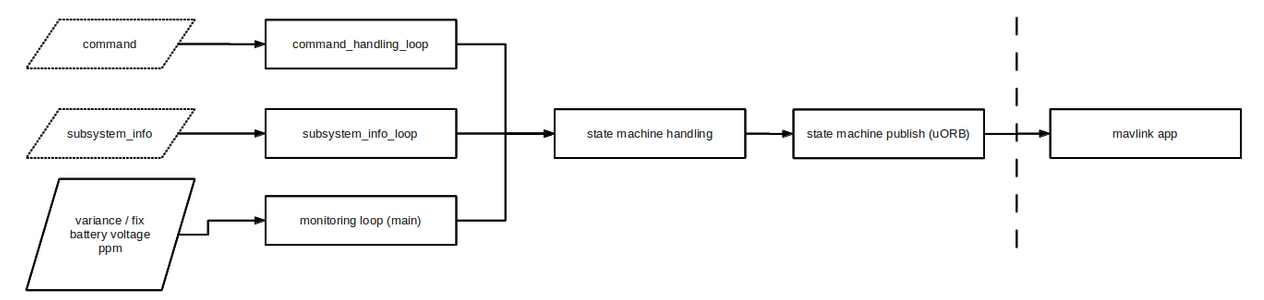 command
command_handling_loop
subsystem_info
subsystem_info_loop
state machine handling
state machine publish (uORB)
mavlink app
variance / fix
battery voltage
ppm
monitoring loop (main)